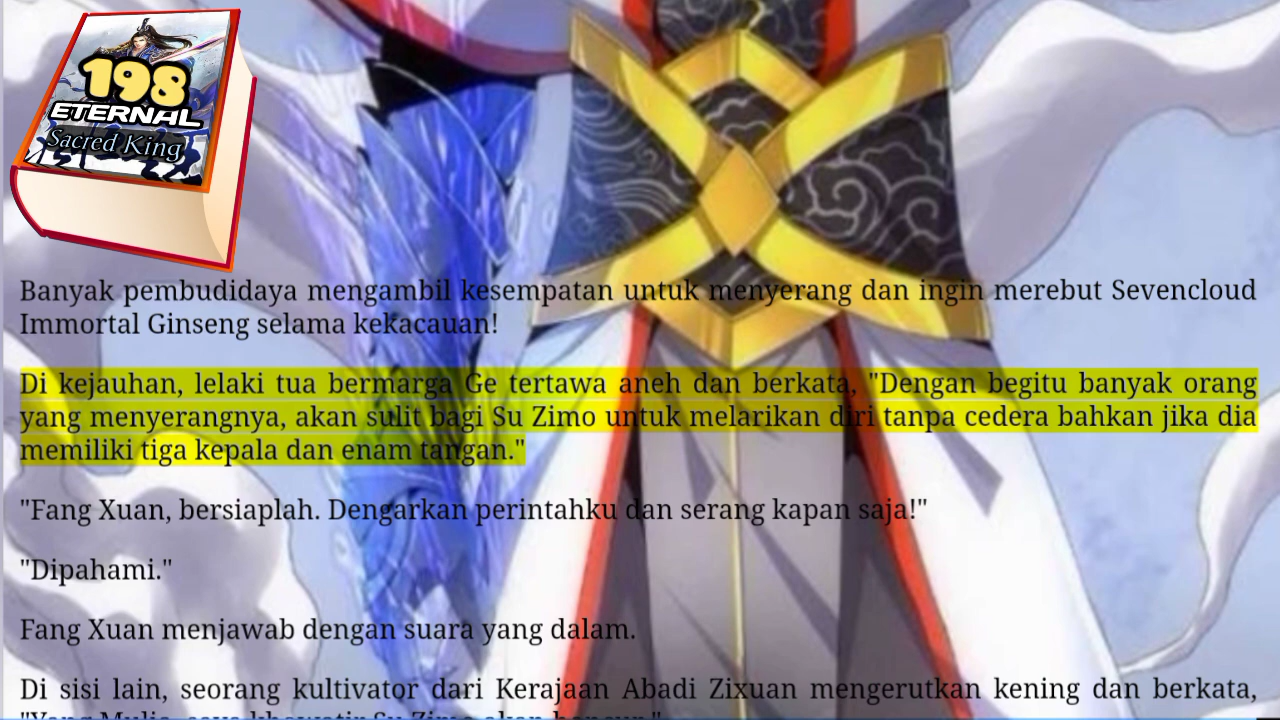 198
ETERNAL
Sacred King
Banyak pembudidaya mengambil kesempatan untuk menyerang dan ingin merebut Sevencloud
Immortal Ginseng selama kekacauan!
Di kejauhan, lelaki tua bermarga Ge tertawa aneh dan berkata, "Dengan begitu banyak orang
yang menyerangnya, akan sulit bagi Su Zimo untuk melarikan diri tanpa cedera bahkan jika dia
memiliki tiga kepala dan enam tangan."
"Fang Xuan, bersiaplah. Dengarkan perintahku dan serang kapan saja!"
"Dipahami."
Fang Xuan menjawab dengan suara yang dalam.
Di sisi lain, seorang kultivator dari Kerajaan Abadi Zixuan mengerutkan kening dan berkata,